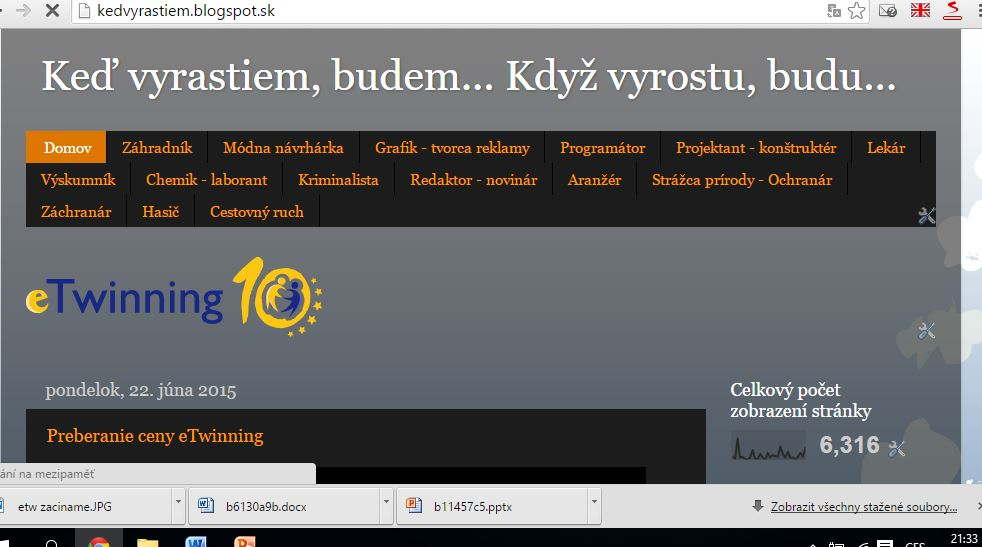 kedvyrastiem.blogspot.sk
Keď vyrastiem, budem... Když vyrostu, budu...
Domov Záhradník Módna návrhárka Grafik - tvorca reklamy Programátor Projektant - konštruktér Lekár
Výskumník Chemik - laborant Kriminalista Redaktor - novinár Aranžér Strážca prírody - Ochranár
Záchranár Hasič Cestovný ruch
eTwinning 10
pondelok, 22. júna 2015
Celkový počet
zobrazení stránky
Preberanie ceny eTwinning
6,316
ání na mezipaměť
etw zaciname.JPG b6130a9b.docx b11457c5.pptx Zobrazit všechny stažené soubory...
21:33